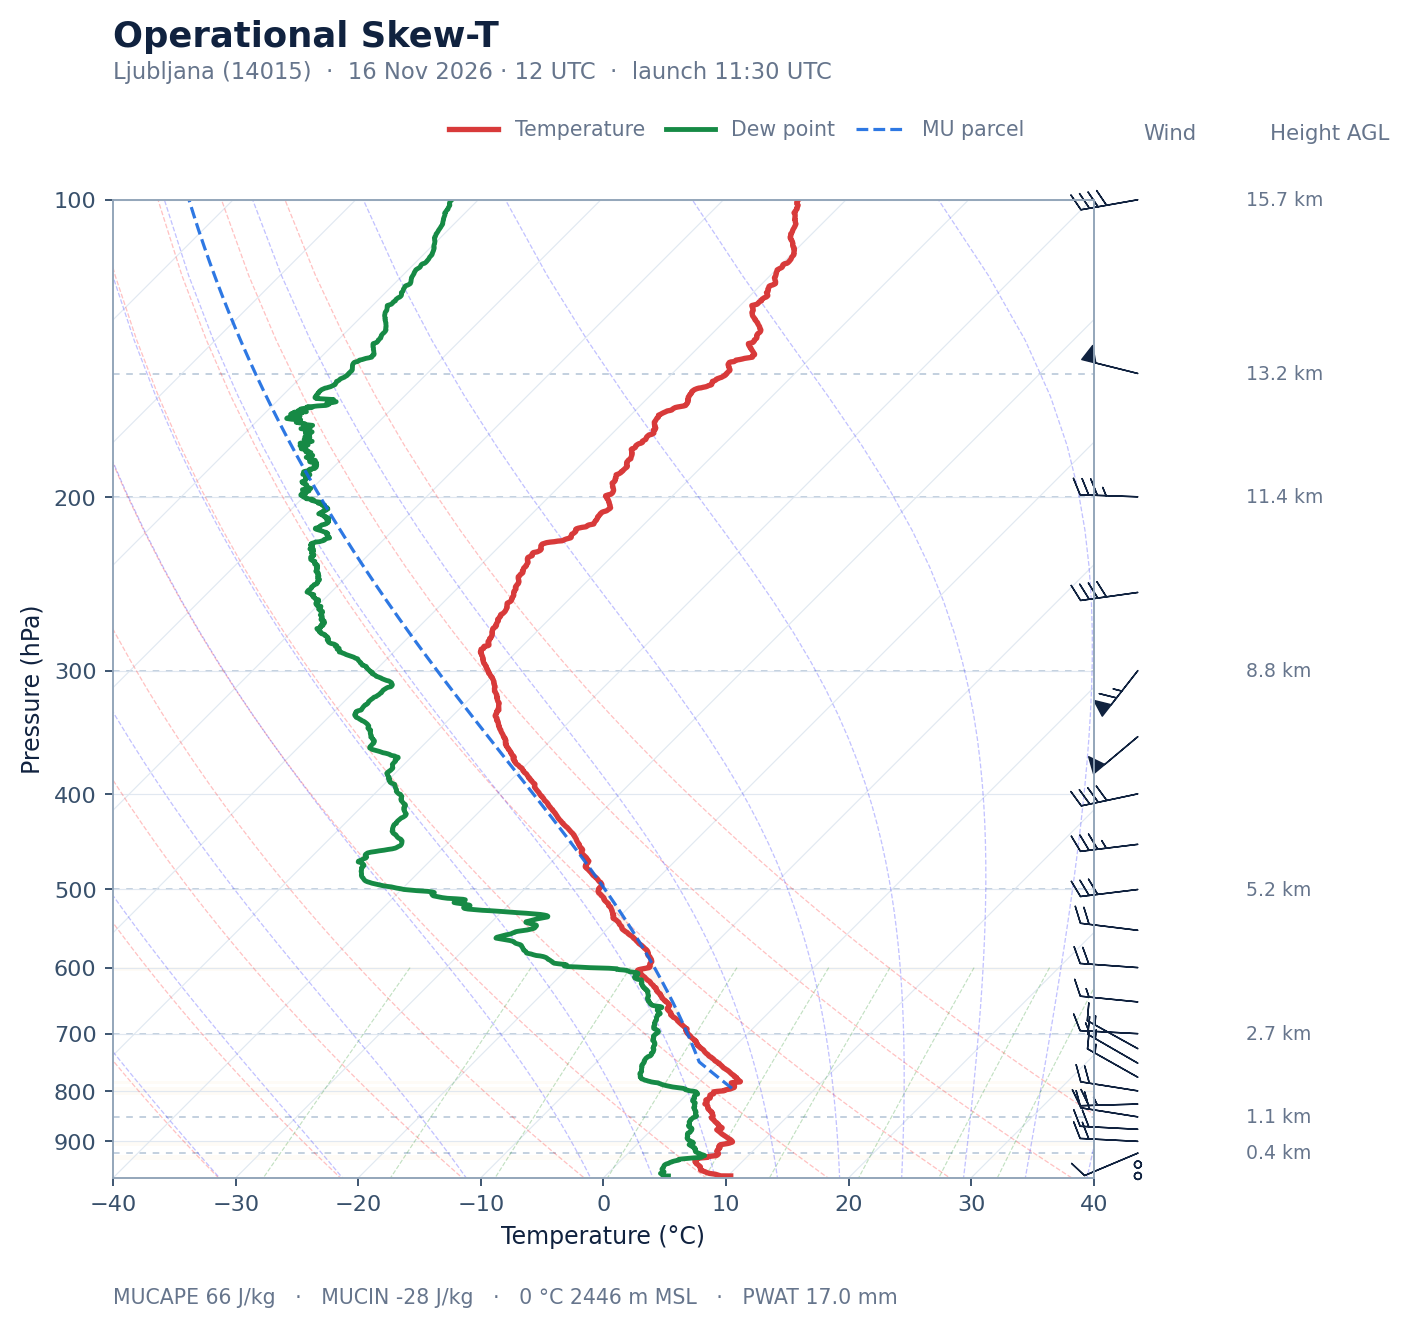 Operational Skew-T
Ljubljana (14015)  ·  16 Nov 2026 · 12 UTC  ·  launch 11:30 UTC
Temperature  Dew point  MU parcel  Wind  Height AGL
100  15.7 km
13.2 km
200  11.4 km
300  8.8 km
400
500  5.2 km
600
700  2.7 km
800
1.1 km
900
0.4 km
Pressure (hPa)
−40  −30  −20  −10  0  10  20  30  40
Temperature (°C)
MUCAPE 66 J/kg  ·  MUCIN -28 J/kg  ·  0 °C 2446 m MSL  ·  PWAT 17.0 mm